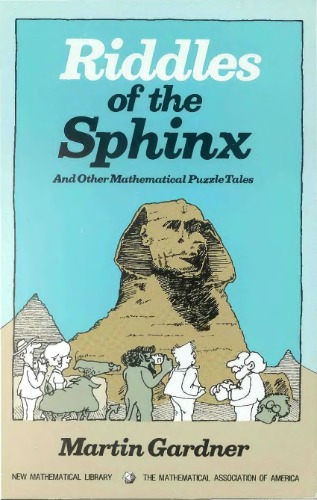 Riddles
of the
Sphinx
And Other Mathematical Puzzle Tales
Martin Gardner
NEW MATHEMATICAL LIBRARY THE MATHEMATICAL ASSOCIATION OF AMERICA